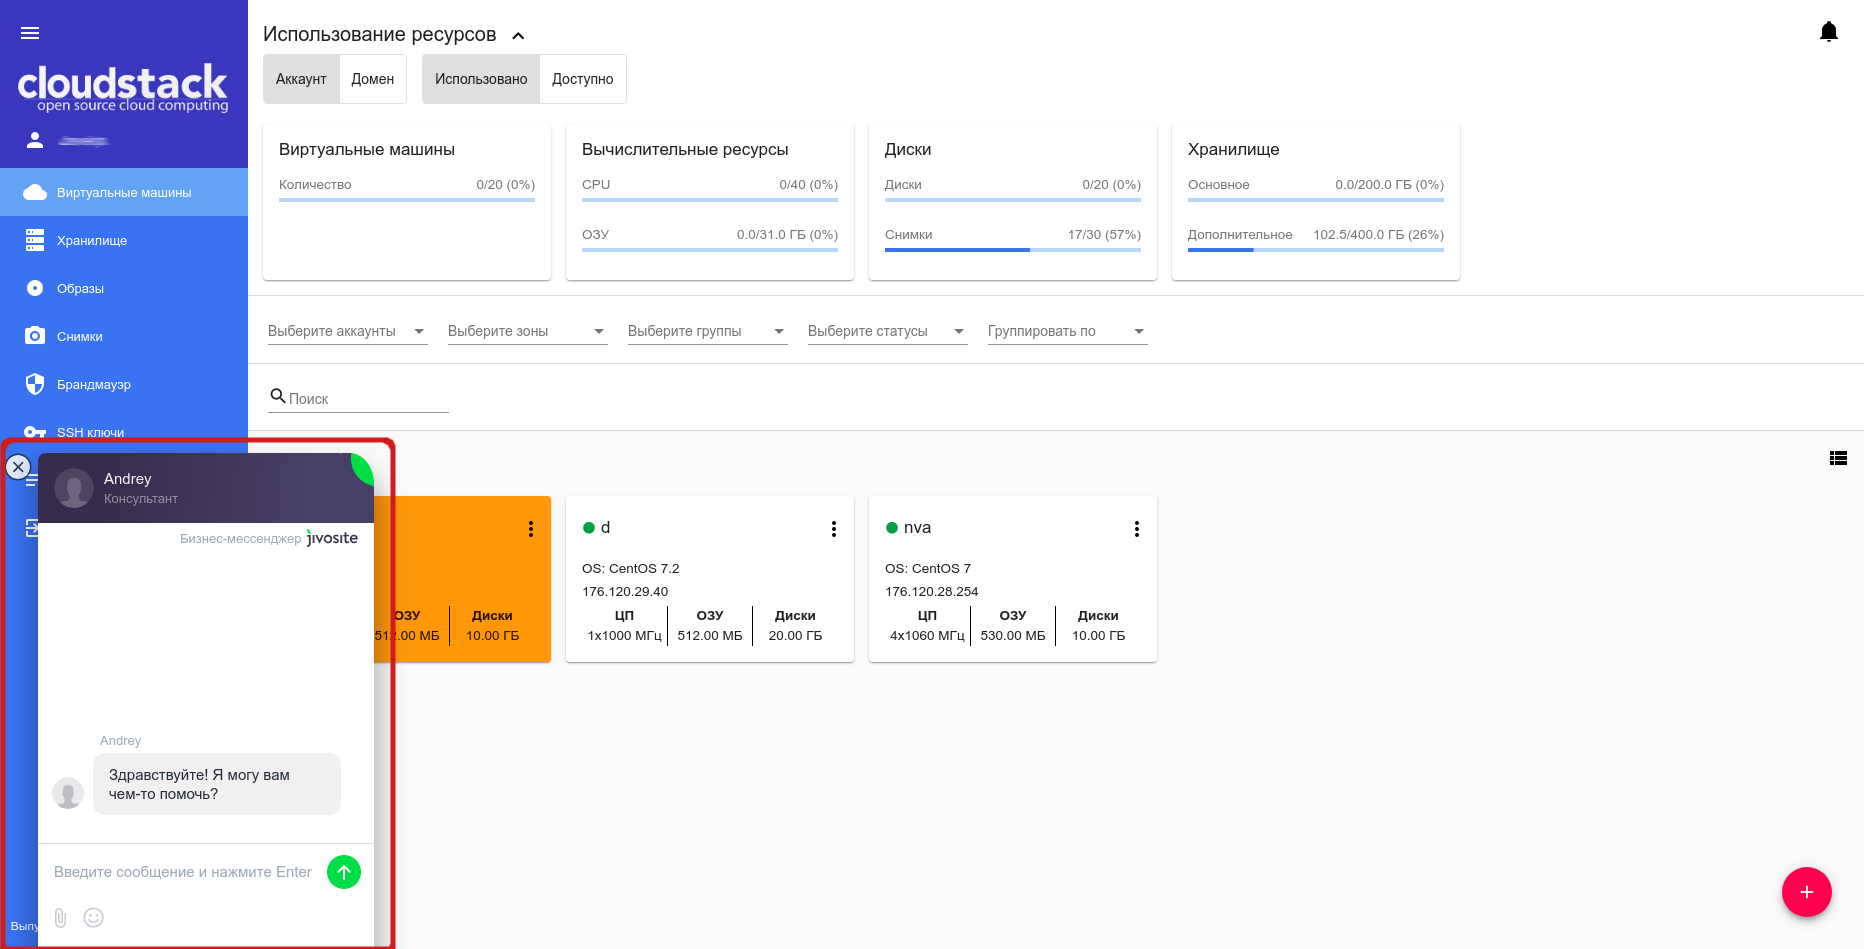 cloudstack
open source cloud computing
Виртуальные машины
Хранилище
Образы
Снимки
Брандмауэр
SSH ключи
Использование ресурсов
Аккаунт
Домен
Использовано
Доступно
Виртуальные машины
Количество 0/20 (0%)
Вычислительные ресурсы
CPU 0/40 (0%)
ОЗУ 0.0/31.0 ГБ (0%)
Диски
Диски 0/20 (0%)
Снимки 17/30 (57%)
Хранилище
Основное 0.0/200.0 ГБ (0%)
Дополнительное 102.5/400.0 ГБ (26%)
Выберите аккаунты
Выберите зоны
Выберите группы
Выберите статусы
Группировать по
Поиск
ОЗУ Диски
512.00 МБ 10.00 ГБ
d
OS: CentOS 7.2
176.120.29.40
ЦП ОЗУ Диски
1x1000 МГц 512.00 МБ 20.00 ГБ
nva
OS: CentOS 7
176.120.28.254
ЦП ОЗУ Диски
4x1060 МГц 530.00 МБ 10.00 ГБ
Andrey
Консультант
Бизнес-мессенджер jivosite
Andrey
Здравствуйте! Я могу вам
чем-то помочь?
Введите сообщение и нажмите Enter